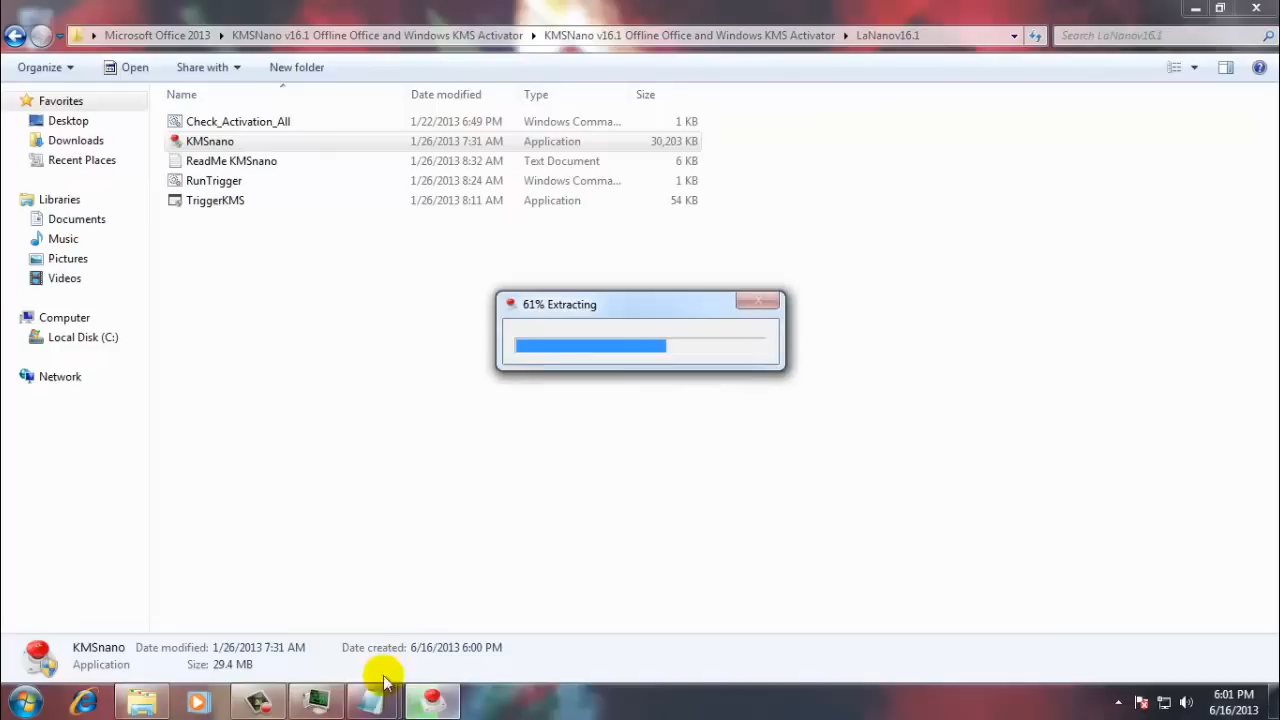 Microsoft Office 2013 KMSNano v16.1 Offline Office and Windows KMS Activator KMSNano v16.1 Offline Office and Windows KMS Activator LaNanov16.1 Search LaNanov16.1
Organize Open Share with New folder
Name Date modified Type Size
Favorites
Desktop
Downloads
Recent Places
Libraries
Documents
Music
Pictures
Videos
Computer
Local Disk (C:)
Network
Check_Activation_All 1/22/2013 6:49 PM Windows Comma... 1 KB
KMSnano 1/26/2013 7:31 AM Application 30,203 KB
ReadMe KMSnano 1/26/2013 8:32 AM Text Document 6 KB
RunTrigger 1/26/2013 8:24 AM Windows Comma... 1 KB
TriggerKMS 1/26/2013 8:11 AM Application 54 KB
61% Extracting
KMSnano Date modified: 1/26/2013 7:31 AM Date created: 6/16/2013 6:00 PM
Application Size: 29.4 MB
6:01 PM
6/16/2013